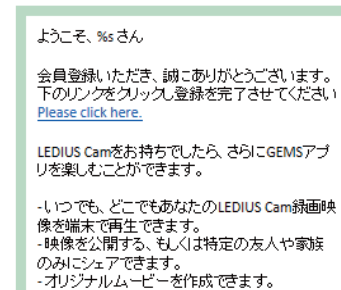 ようこそ、%s さん
会員登録いただき、誠にありがとうございます。
下のリンクをクリックし登録を完了させてください
Please click here.
LEDIUS Camをお持ちでしたら、さらにGEMSアプ
リを楽しむことができます。
-いつでも、どこでもあなたのLEDIUS Cam録画映
像を端末で再生できます。
-映像を公開する、もしくは特定の友人や家族
のみにシェアできます。
-オリジナルムービーを作成できます。